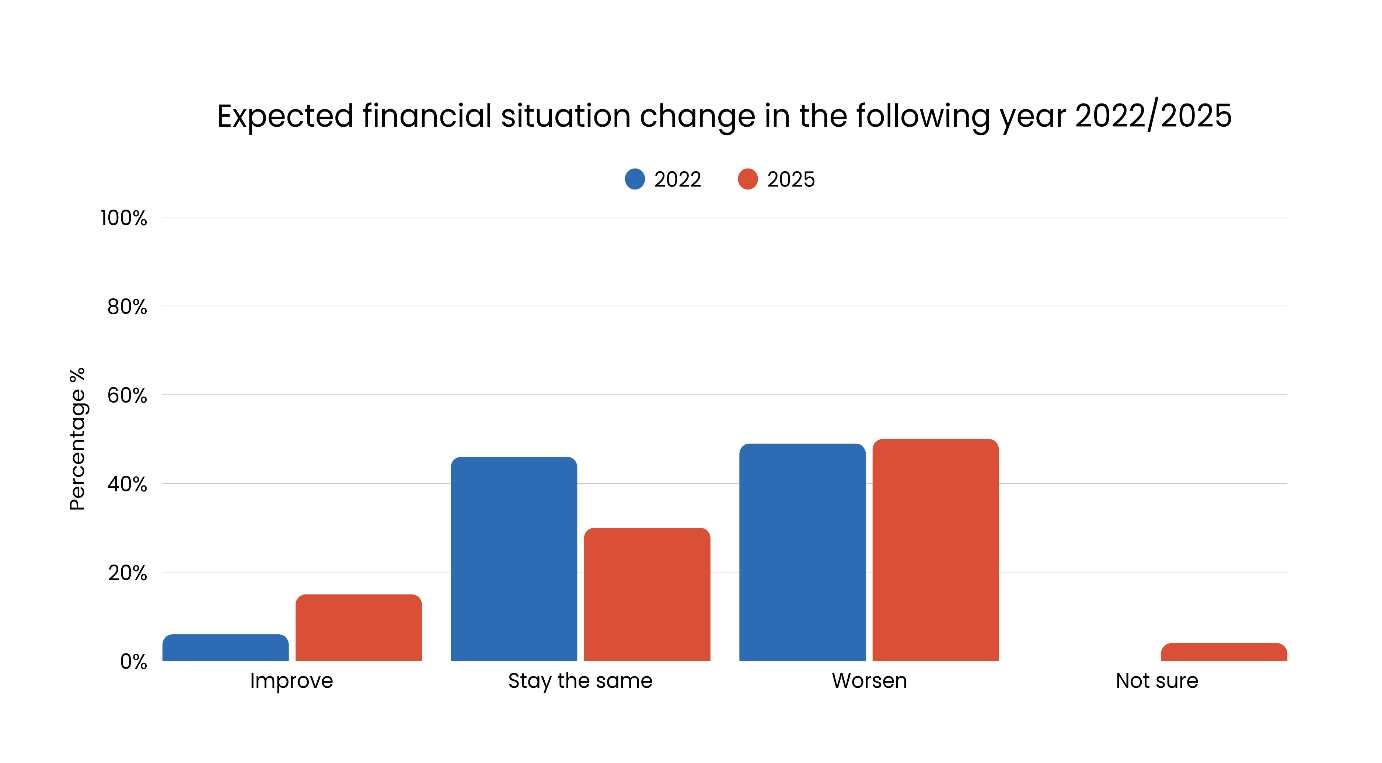 Expected financial situation change in the following year 2022/2025
2022 2025
100%
80%
60%
40%
20%
0%
Percentage %
Improve Stay the same Worsen Not sure